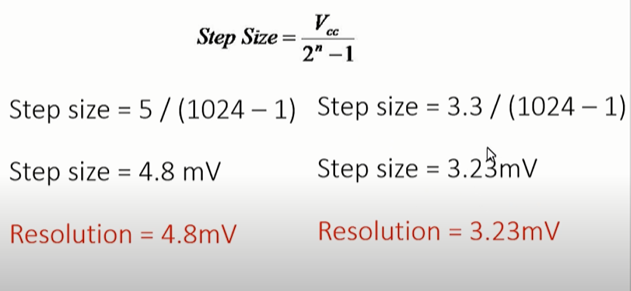 Step Size = Vcc / 2ⁿ – 1
Step size = 5 / (1024 – 1)
Step size = 4.8 mV
Resolution = 4.8mV
Step size = 3.3 / (1024 – 1)
Step size = 3.23mV
Resolution = 3.23mV